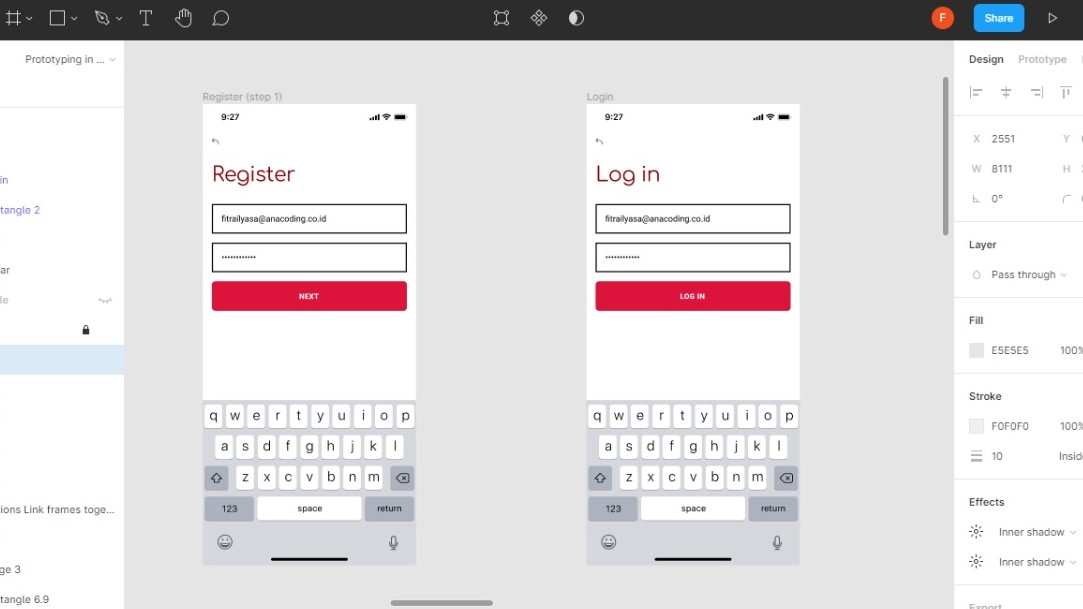 F
Share
Prototyping in ...
in
tangle 2
ar
le
ions Link frames toge...
ge 3
tangle 6.9
Register (step 1)
9:27
Register
fitrailyasa@anacoding.co.id
••••••••••••
NEXT
q w e r t y u i o p
a s d f g h j k l
z x c v b n m
123 space return
Login
9:27
Log in
fitrailyasa@anacoding.co.id
••••••••••••
LOG IN
q w e r t y u i o p
a s d f g h j k l
z x c v b n m
123 space return
Design Prototype
X 2551 Y
W 8111 H
0°
Layer
Pass through
Fill
E5E5E5 100%
Stroke
F0F0F0 100%
10 Inside
Effects
Inner shadow
Inner shadow
Export